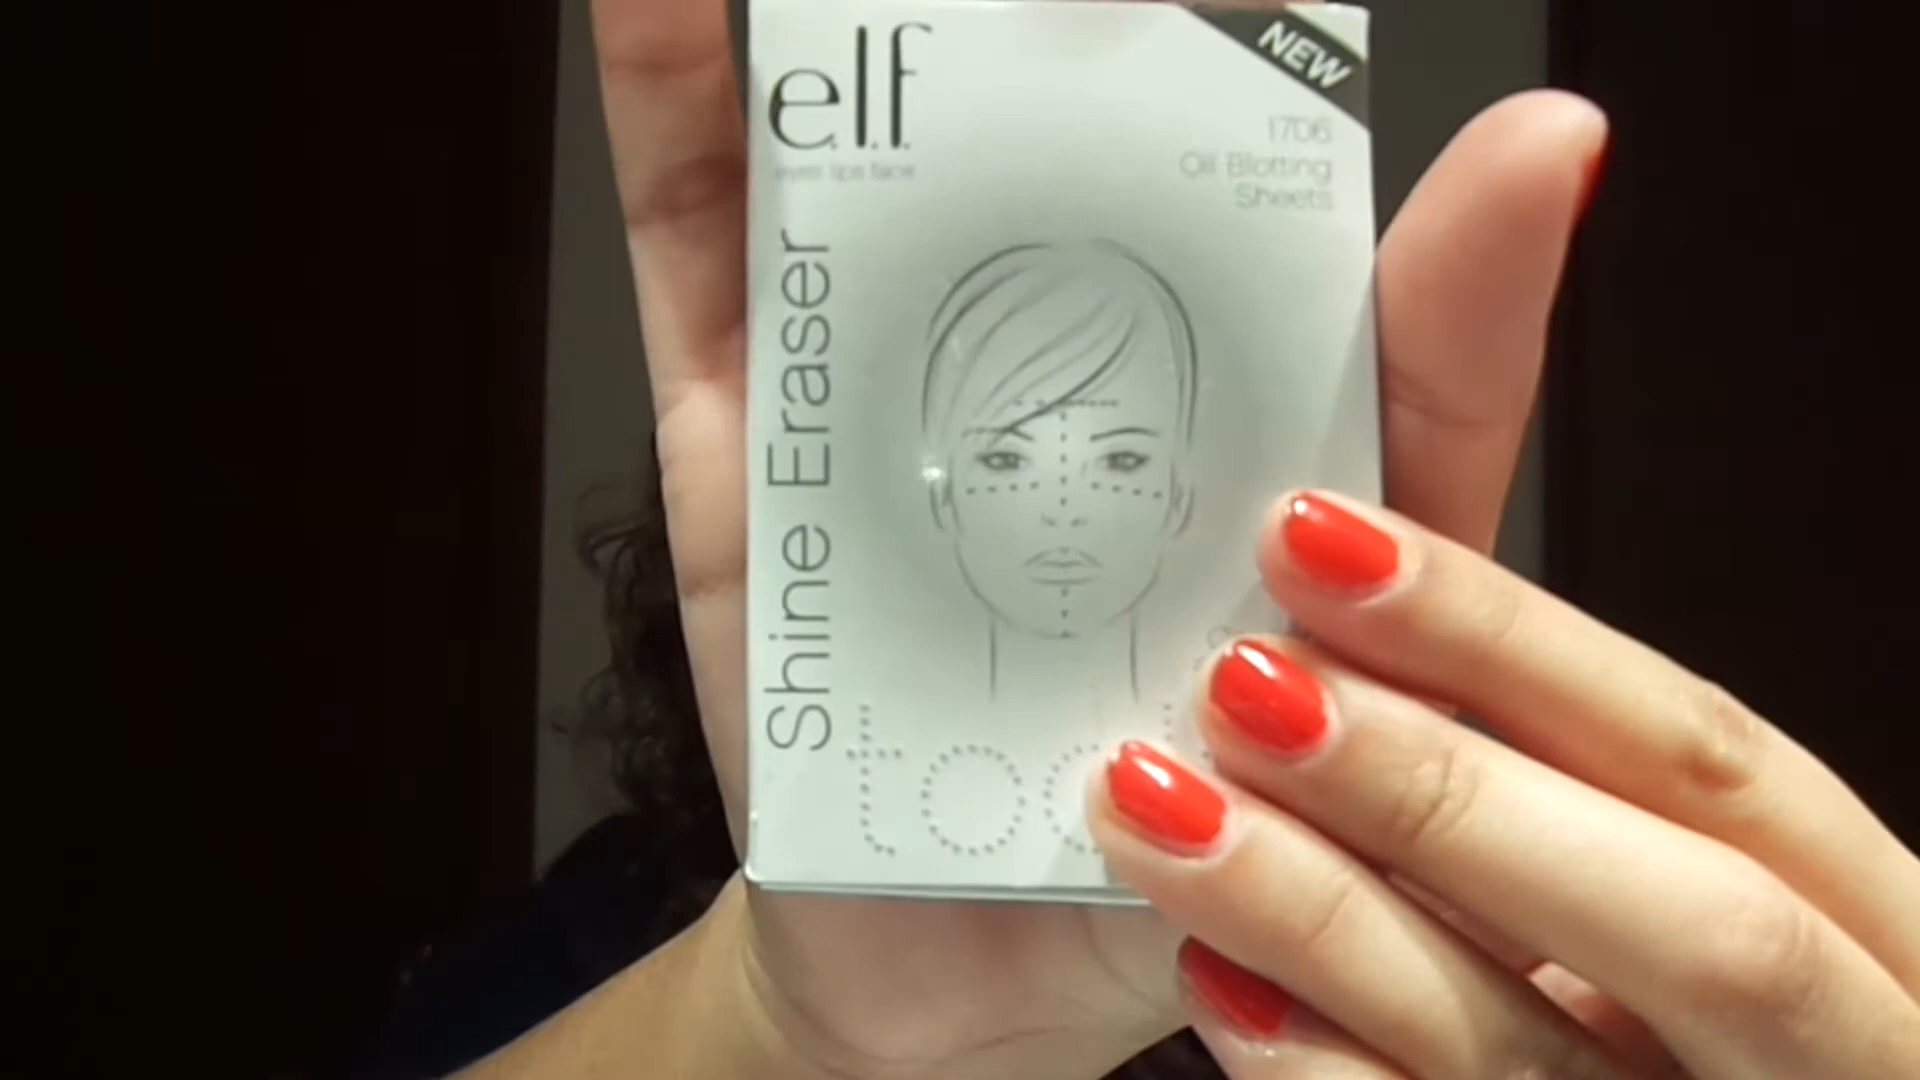 e.l.f.
eyes lips face
NEW
1706
Oil Blotting
Sheets
Shine Eraser